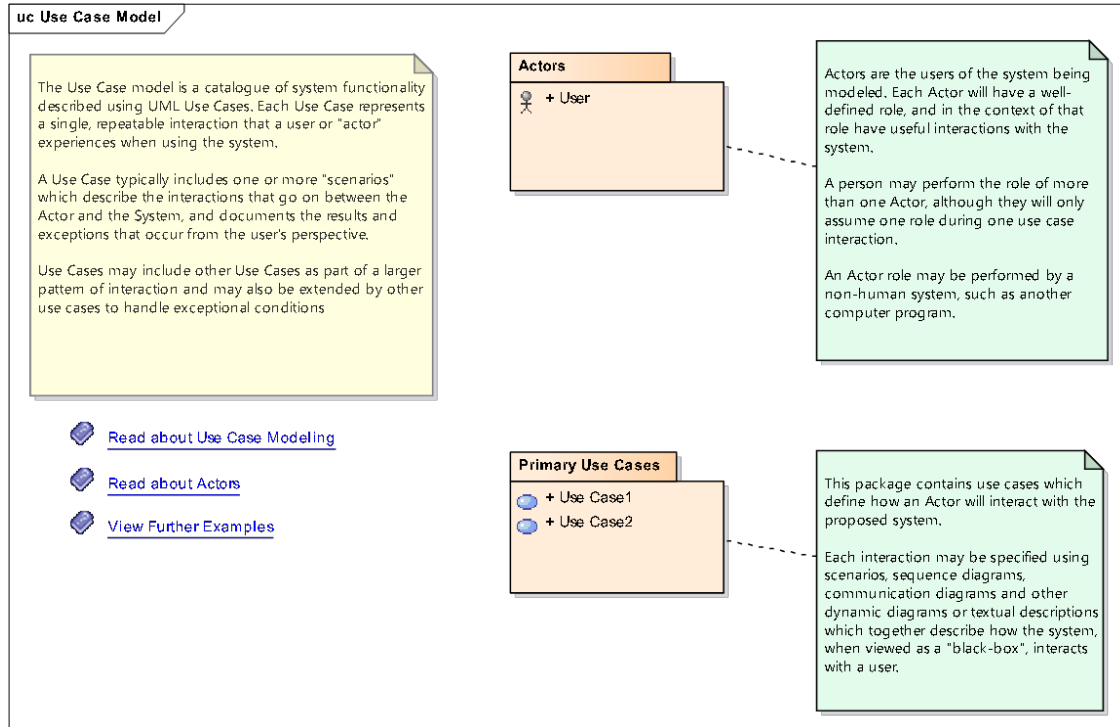 uc Use Case Model
The Use Case model is a catalogue of system functionality
described using UML Use Cases. Each Use Case represents
a single, repeatable interaction that a user or "actor"
experiences when using the system.
A Use Case typically includes one or more "scenarios"
which describe the interactions that go on between the
Actor and the System, and documents the results and
exceptions that occur from the user's perspective.
Use Cases may include other Use Cases as part of a larger
pattern of interaction and may also be extended by other
use cases to handle exceptional conditions
Read about Use Case Modeling
Read about Actors
View Further Examples
Actors
+ User
Actors are the users of the system being
modeled. Each Actor will have a well-
defined role, and in the context of that
role have useful interactions with the
system.
A person may perform the role of more
than one Actor, although they will only
assume one role during one use case
interaction.
An Actor role may be performed by a
non-human system, such as another
computer program.
Primary Use Cases
+ Use Case1
+ Use Case2
This package contains use cases which
define how an Actor will interact with the
proposed system.
Each interaction may be specified using
scenarios, sequence diagrams,
communication diagrams and other
dynamic diagrams or textual descriptions
which together describe how the system,
when viewed as a "black-box", interacts
with a user.